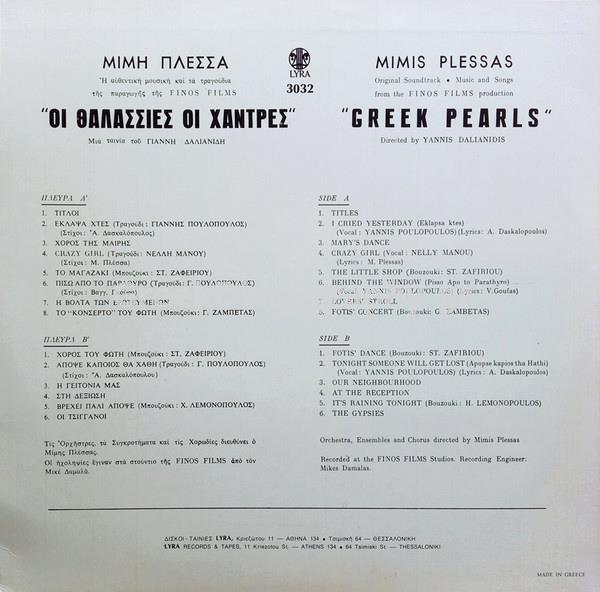 ΜΙΜΗ ΠΛΕΣΣΑ
Ἡ αὐθεντική μουσική καί τα τραγούδια
τῆς παραγωγῆς τῆς FINOS FILMS
"ΟΙ ΘΑΛΑΣΣΙΕΣ ΟΙ ΧΑΝΤΡΕΣ"
Μιά ταινία τοῦ ΓΙΑΝΝΗ ΔΑΛΙΑΝΙΔΗ
LYRA
3032
MIMIS PLESSAS
Original Soundtrack • Music and Songs
from the FINOS FILMS production
"GREEK PEARLS"
Directed by YANNIS DALIANIDIS
ΠΛΕΥΡΑ Α'
1. ΤΙΤΛΟΙ
2. ΕΚΛΑΨΑ ΧΤΕΣ (Τραγούδι: ΓΙΑΝΝΗΣ ΠΟΥΛΟΠΟΥΛΟΣ)
(Στίχοι: Ἀ. Δασκαλόπουλος)
3. ΧΟΡΟΣ ΤΗΣ ΜΑΙΡΗΣ
4. CRAZY GIRL (Τραγούδι: ΝΕΛΛΗ ΜΑΝΟΥ)
(Στίχοι: Μ. Πλέσσα)
5. ΤΟ ΜΑΓΑΖΑΚΙ (Μπουζούκι: ΣΤ. ΖΑΦΕΙΡΙΟΥ)
6. ΠΙΣΩ ΑΠΟ ΤΟ ΠΑΡΑΘΥΡΟ (Τραγούδι: Γ. ΠΟΥΛΟΠΟΥΛΟΣ)
(Στίχοι: Βαγγ. Γκούφα)
7. Η ΒΟΛΤΑ ΤΩΝ ΕΡΩΤΕΥΜΕΝΩΝ
8. ΤΟ "ΚΟΝΣΕΡΤΟ" ΤΟΥ ΦΩΤΗ (Μπουζούκι: Γ. ΖΑΜΠΕΤΑΣ)
ΠΛΕΥΡΑ Β'
1. ΧΟΡΟΣ ΤΟΥ ΦΩΤΗ (Μπουζούκι: ΣΤ. ΖΑΦΕΙΡΙΟΥ)
2. ΑΠΟΨΕ ΚΑΠΟΙΟΣ ΘΑ ΧΑΘΗ (Τραγούδι: Γ. ΠΟΥΛΟΠΟΥΛΟΣ)
(Στίχοι: Ἀ. Δασκαλόπουλου)
3. Η ΓΕΙΤΟΝΙΑ ΜΑΣ
4. ΣΤΗ ΔΕΞΙΩΣΗ
5. ΒΡΕΧΕΙ ΠΑΛΙ ΑΠΟΨΕ (Μπουζούκι: Χ. ΛΕΜΟΝΟΠΟΥΛΟΣ)
6. ΟΙ ΤΣΙΓΓΑΝΟΙ
Τίς Ὀρχήστρες, τά Συγκροτήματα καί τίς Χορωδίες διευθύνει ὁ
Μίμης Πλέσσας.
Οἱ ἠχοληψίες ἔγιναν στά στούντιο τῆς FINOS FILMS ἀπό τόν
Μικέ Δαμαλᾶ.
SIDE A
1. TITLES
2. I CRIED YESTERDAY (Eklapsa ktes)
(Vocal: YANNIS POULOPOULOS) (Lyrics: A. Daskalopoulos)
3. MARY'S DANCE
4. CRAZY GIRL (Vocal: NELLY MANOU)
(Lyrics: M. Plessas)
5. THE LITTLE SHOP (Bouzouki: ST. ZAFIRIOU)
6. BEHIND THE WINDOW (Pisso Apo to Parathyro)
(Vocal: YANNIS POULOPOULOS) (Lyrics: V.Goufas)
7. LOVERS' STROLL
8. FOTIS' CONCERT (Bouzouki: G. ZAMBETAS)
SIDE B
1. FOTIS' DANCE (Bouzouki: ST. ZAFIRIOU)
2. TONIGHT SOMEONE WILL GET LOST (Apopse kapios tha Hathi)
(Vocal: YANNIS POULOPOULOS) (Lyrics: A. Daskalopoulos)
3. OUR NEIGHBOURHOOD
4. AT THE RECEPTION
5. IT'S RAINING TONIGHT (Bouzouki: H. LEMONOPOULOS)
6. THE GYPSIES
Orchestra, Ensembles and Chorus directed by Mimis Plessas
Recorded at the FINOS FILMS Studios. Recording Engineer:
Mikes Damalas.
ΔΙΣΚΟΙ - ΤΑΙΝΙΕΣ LYRA, Κριεζώτου 11 — ΑΘΗΝΑ 134 • Τσιμισκή 64 — ΘΕΣΣΑΛΟΝΙΚΗ
LYRA RECORDS & TAPES, 11 Kriezotou St. — ATHENS 134 • 64 Tsimiski St. — THESSALONIKI
MADE IN GREECE